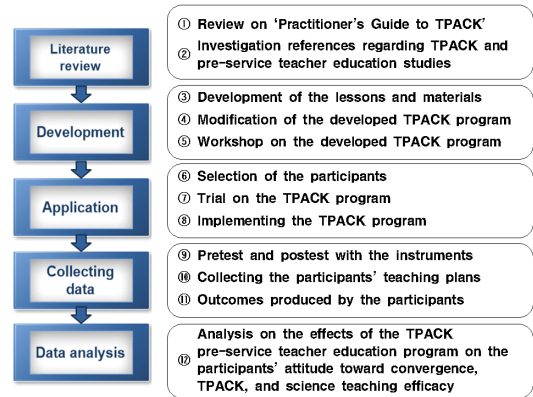 Literature
review
① Review on ‘Practitioner’s Guide to TPACK’
② Investigation references regarding TPACK and
pre-service teacher education studies
Development
③ Development of the lessons and materials
④ Modification of the developed TPACK program
⑤ Workshop on the developed TPACK program
Application
⑥ Selection of the participants
⑦ Trial on the TPACK program
⑧ Implementing the TPACK program
Collecting
data
⑨ Pretest and postest with the instruments
⑩ Collecting the participants’ teaching plans
⑪ Outcomes produced by the participants
Data analysis
⑫ Analysis on the effects of the TPACK
pre-service teacher education program on the
participants’ attitude toward convergence,
TPACK, and science teaching efficacy